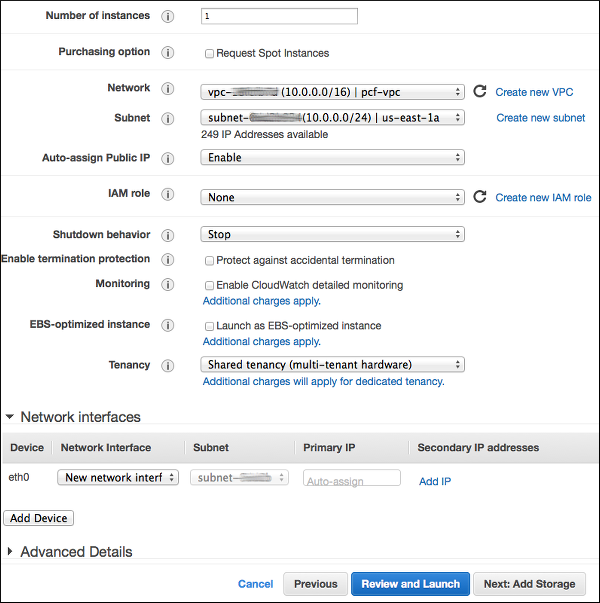 Number of instances 1
Purchasing option Request Spot Instances
Network vpc- (10.0.0.0/16) | pcf-vpc Create new VPC
Subnet subnet- (10.0.0.0/24) | us-east-1a Create new subnet
249 IP Addresses available
Auto-assign Public IP Enable
IAM role None Create new IAM role
Shutdown behavior Stop
Enable termination protection Protect against accidental termination
Monitoring Enable CloudWatch detailed monitoring
Additional charges apply.
EBS-optimized instance Launch as EBS-optimized instance
Additional charges apply.
Tenancy Shared tenancy (multi-tenant hardware)
Additional charges will apply for dedicated tenancy.
Network interfaces
Device Network Interface Subnet Primary IP Secondary IP addresses
eth0 New network interf subnet- Auto-assign Add IP
Add Device
Advanced Details
Cancel Previous Review and Launch Next: Add Storage